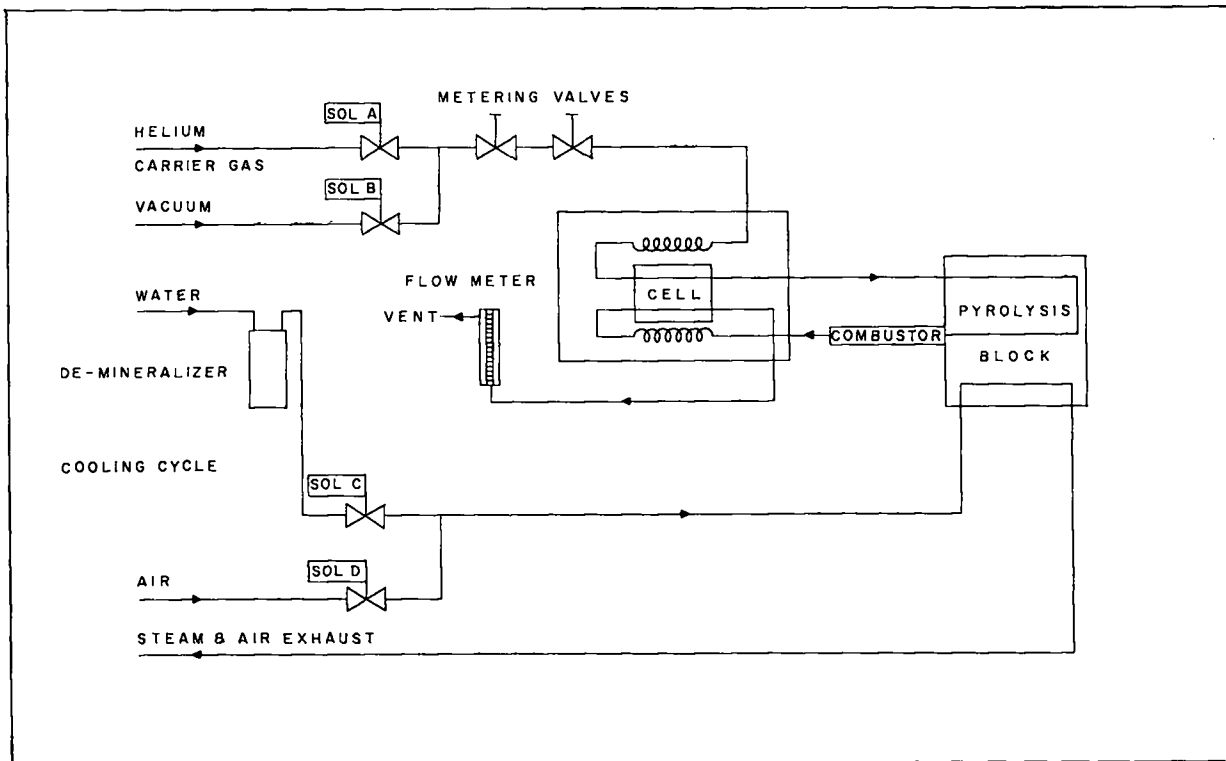 METERING VALVES
SOL A
HELIUM
CARRIER GAS
SOL B
VACUUM
FLOW METER
CELL
WATER
VENT
PYROLYSIS
COMBUSTOR
BLOCK
DE-MINERALIZER
COOLING CYCLE
SOL C
SOL D
AIR
STEAM & AIR EXHAUST